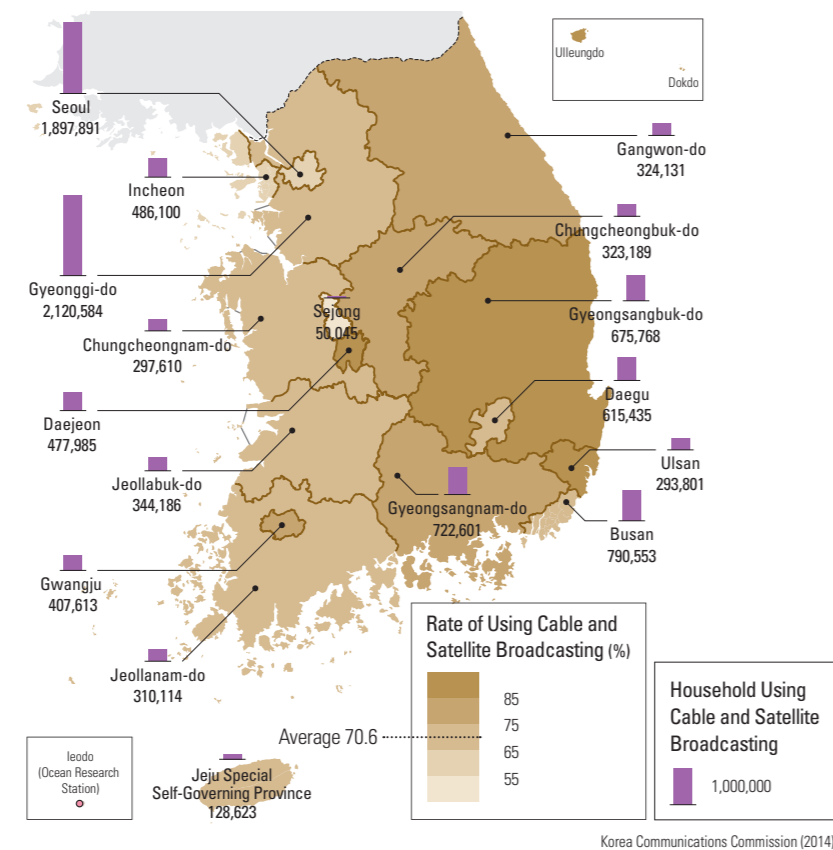 Ulleungdo
Dokdo
Seoul
1,897,891
Gangwon-do
324,131
Incheon
486,100
Chungcheongbuk-do
323,189
Gyeonggi-do
2,120,584
Sejong
50,045
Gyeongsangbuk-do
675,768
Chungcheongnam-do
297,610
Daegu
615,435
Daejeon
477,985
Ulsan
293,801
Jeollabuk-do
344,186
Gyeongsangnam-do
722,601
Busan
790,553
Gwangju
407,613
Jeollanam-do
310,114
Rate of Using Cable and
Satellite Broadcasting (%)
85
75
Average 70.6
65
55
Household Using
Cable and Satellite
Broadcasting
1,000,000
Ieodo
(Ocean Research
Station)
Jeju Special
Self-Governing Province
128,623
Korea Communications Commission (2014)